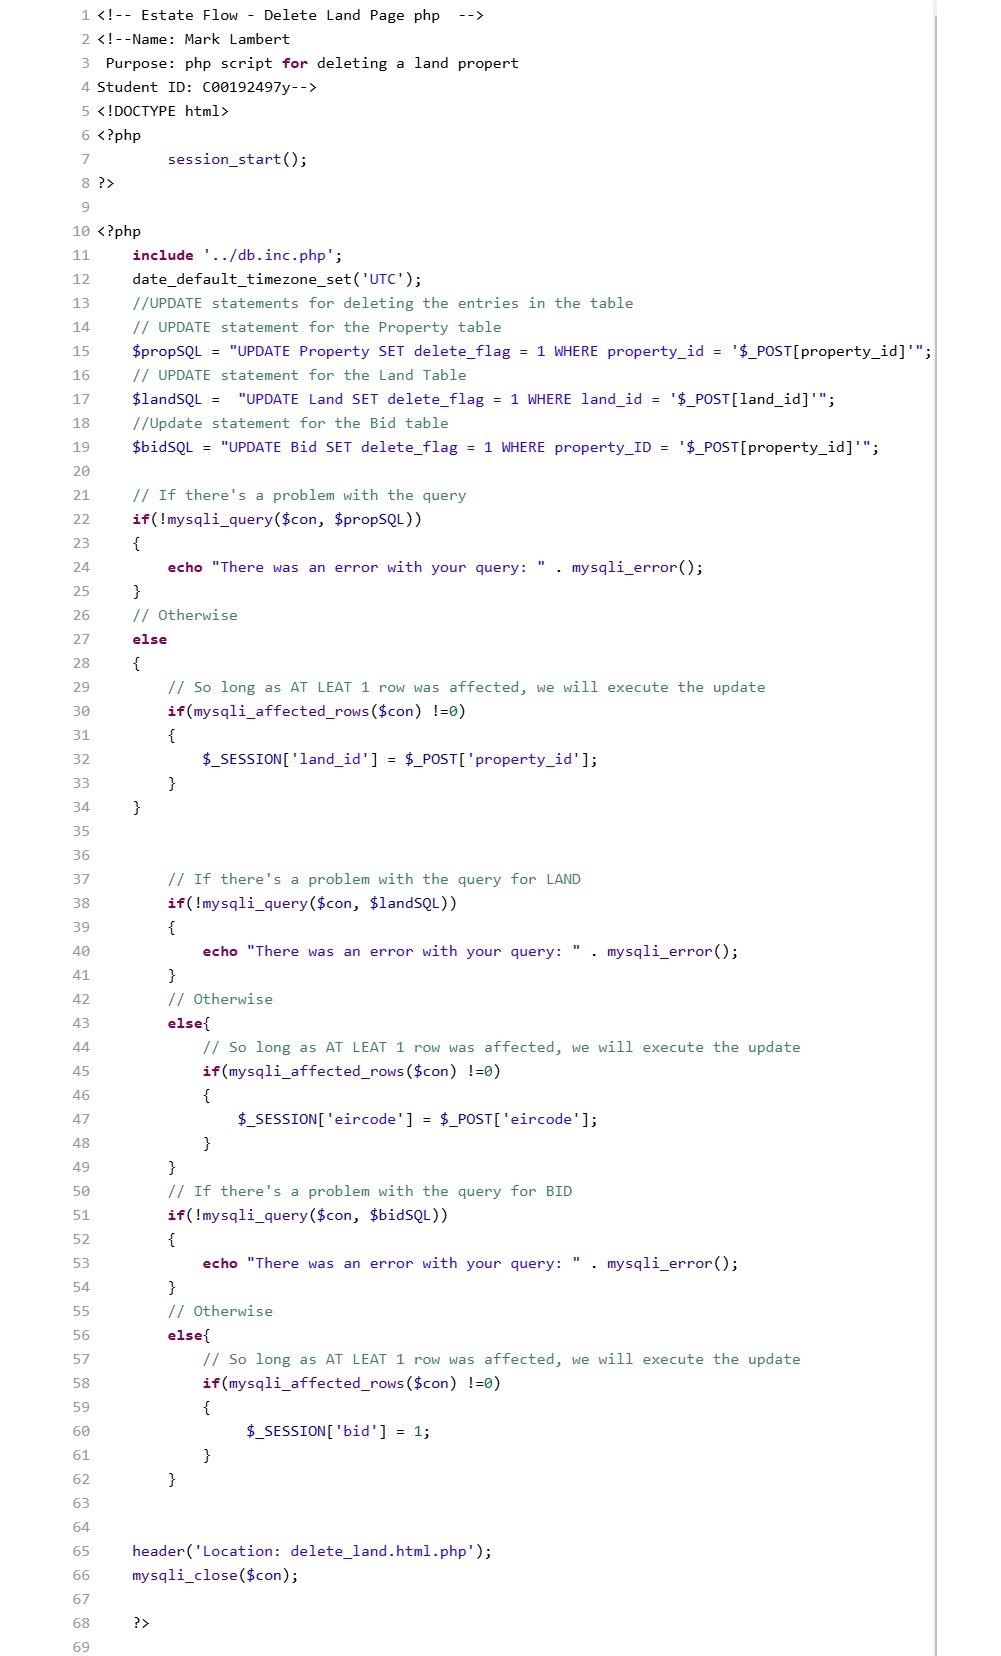 1 <!-- Estate Flow - Delete Land Page php  -->
2 <!--Name: Mark Lambert
3  Purpose: php script for deleting a land propert
4 Student ID: C00192497y-->
5 <!DOCTYPE html>
6 <?php
7         session_start();
8 ?>
9
10 <?php
11     include '../db.inc.php';
12     date_default_timezone_set('UTC');
13     //UPDATE statements for deleting the entries in the table
14     // UPDATE statement for the Property table
15     $propSQL = "UPDATE Property SET delete_flag = 1 WHERE property_id = '$_POST[property_id]'";
16     // UPDATE statement for the Land Table
17     $landSQL =  "UPDATE Land SET delete_flag = 1 WHERE land_id = '$_POST[land_id]'";
18     //Update statement for the Bid table
19     $bidSQL = "UPDATE Bid SET delete_flag = 1 WHERE property_ID = '$_POST[property_id]'";
20
21     // If there's a problem with the query
22     if(!mysqli_query($con, $propSQL))
23     {
24         echo "There was an error with your query: " . mysqli_error();
25     }
26     // Otherwise
27     else
28     {
29         // So long as AT LEAT 1 row was affected, we will execute the update
30         if(mysqli_affected_rows($con) !=0)
31         {
32             $_SESSION['land_id'] = $_POST['property_id'];
33         }
34     }
35
36
37         // If there's a problem with the query for LAND
38         if(!mysqli_query($con, $landSQL))
39         {
40             echo "There was an error with your query: " . mysqli_error();
41         }
42         // Otherwise
43         else{
44             // So long as AT LEAT 1 row was affected, we will execute the update
45             if(mysqli_affected_rows($con) !=0)
46             {
47                 $_SESSION['eircode'] = $_POST['eircode'];
48             }
49         }
50         // If there's a problem with the query for BID
51         if(!mysqli_query($con, $bidSQL))
52         {
53             echo "There was an error with your query: " . mysqli_error();
54         }
55         // Otherwise
56         else{
57             // So long as AT LEAT 1 row was affected, we will execute the update
58             if(mysqli_affected_rows($con) !=0)
59             {
60                  $_SESSION['bid'] = 1;
61             }
62         }
63
64
65     header('Location: delete_land.html.php');
66     mysqli_close($con);
67
68     ?>
69